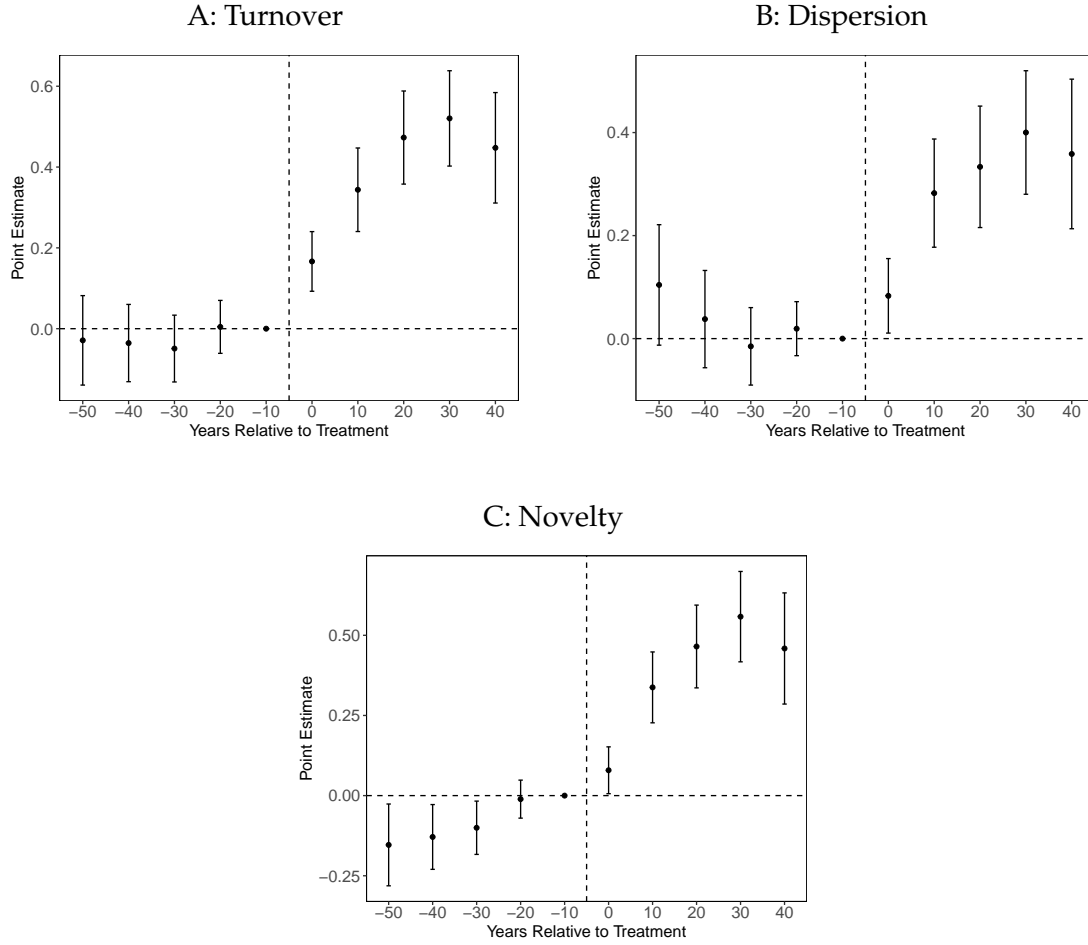 A: Turnover
Point Estimate
0.6
0.4
0.2
0.0
−50 −40 −30 −20 −10 0 10 20 30 40
Years Relative to Treatment
B: Dispersion
Point Estimate
0.4
0.2
0.0
−50 −40 −30 −20 −10 0 10 20 30 40
Years Relative to Treatment
C: Novelty
Point Estimate
0.50
0.25
0.00
−0.25
−50 −40 −30 −20 −10 0 10 20 30 40
Years Relative to Treatment